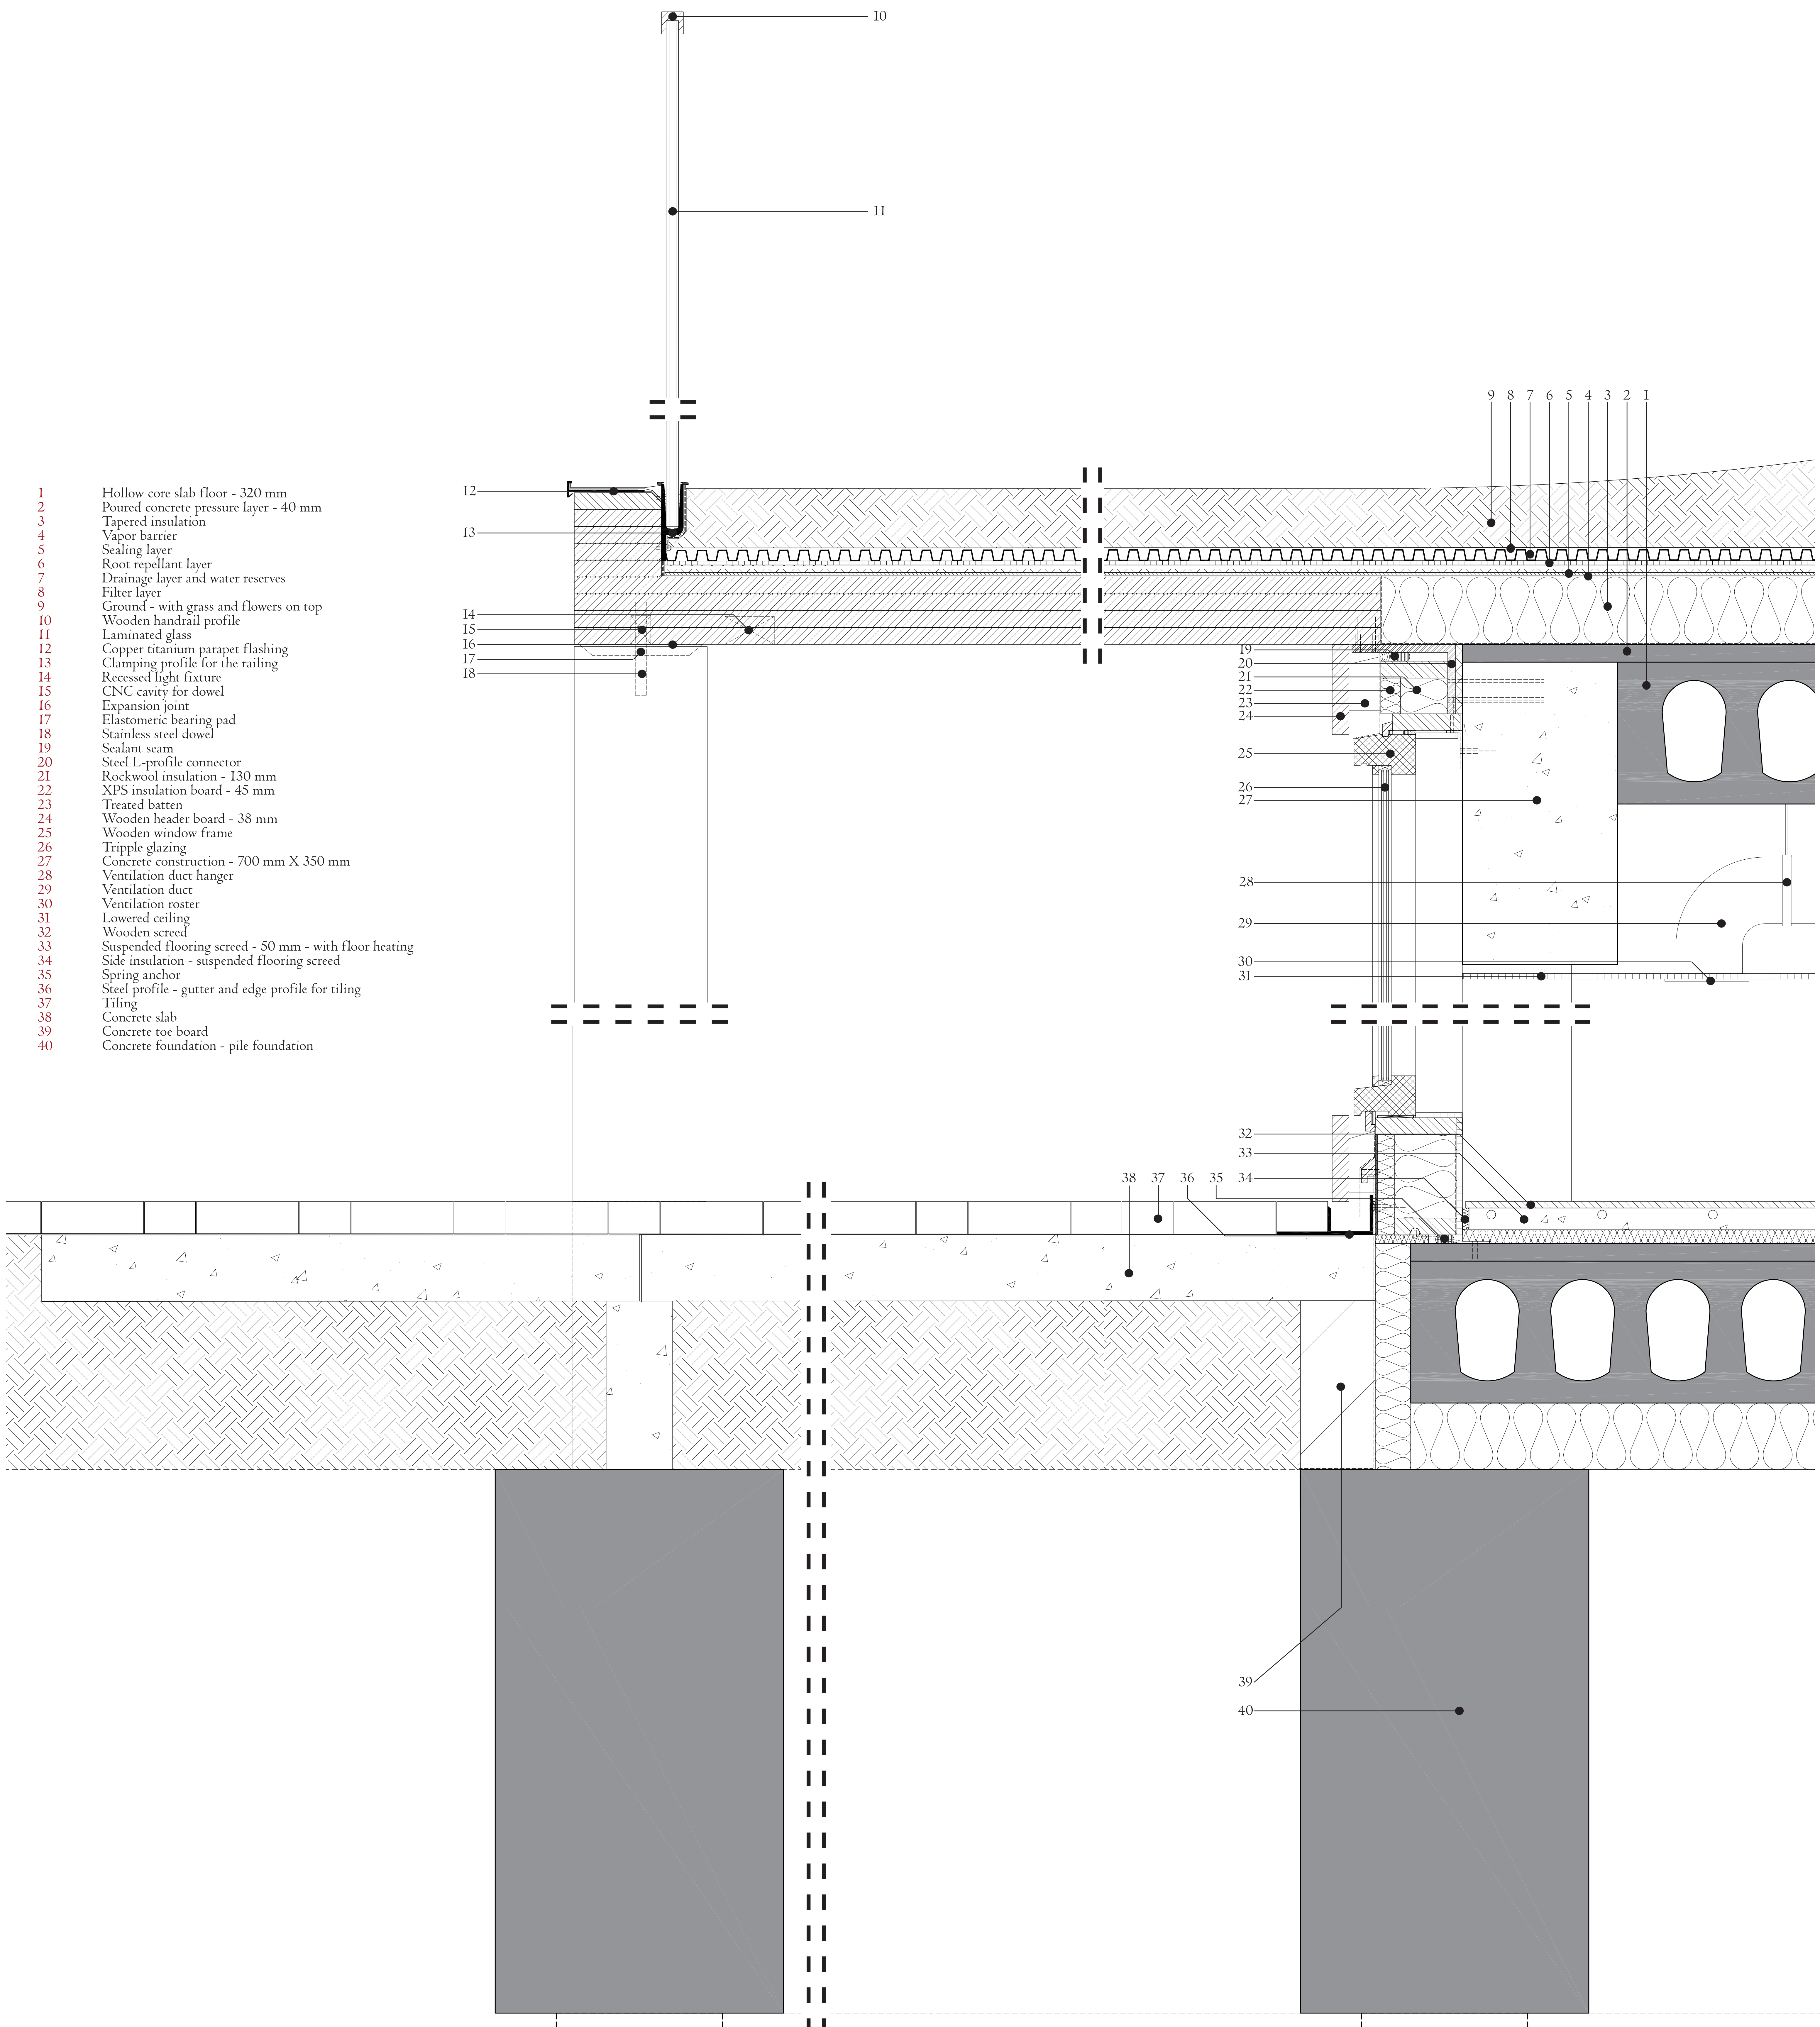 10
11
9 8 7 6 5 4 3 2 1
1 Hollow core slab floor - 320 mm
2 Poured concrete pressure layer - 40 mm
3 Tapered insulation
4 Vapor barrier
5 Sealing layer
6 Root repellant layer
7 Drainage layer and water reserves
8 Filter layer
9 Ground - with grass and flowers on top
10 Wooden handrail profile
11 Laminated glass
12 Copper titanium parapet flashing
13 Clamping profile for the railing
14 Recessed light fixture
15 CNC cavity for dowel
16 Expansion joint
17 Elastomeric bearing pad
18 Stainless steel dowel
19 Sealant seam
20 Steel L-profile connector
21 Rockwool insulation - 130 mm
22 XPS insulation board - 45 mm
23 Treated batten
24 Wooden header board - 38 mm
25 Wooden window frame
26 Tripple glazing
27 Concrete construction - 700 mm X 350 mm
28 Ventilation duct hanger
29 Ventilation duct
30 Ventilation roster
31 Lowered ceiling
32 Wooden screed
33 Suspended flooring screed - 50 mm - with floor heating
34 Side insulation - suspended flooring screed
35 Spring anchor
36 Steel profile - gutter and edge profile for tiling
37 Tiling
38 Concrete slab
39 Concrete toe board
40 Concrete foundation - pile foundation
12
13
14
15
16
17
18
19
20
21
22
23
24
25
26
27
28
29
30
31
32
33
38 37 36 35 34
39
40